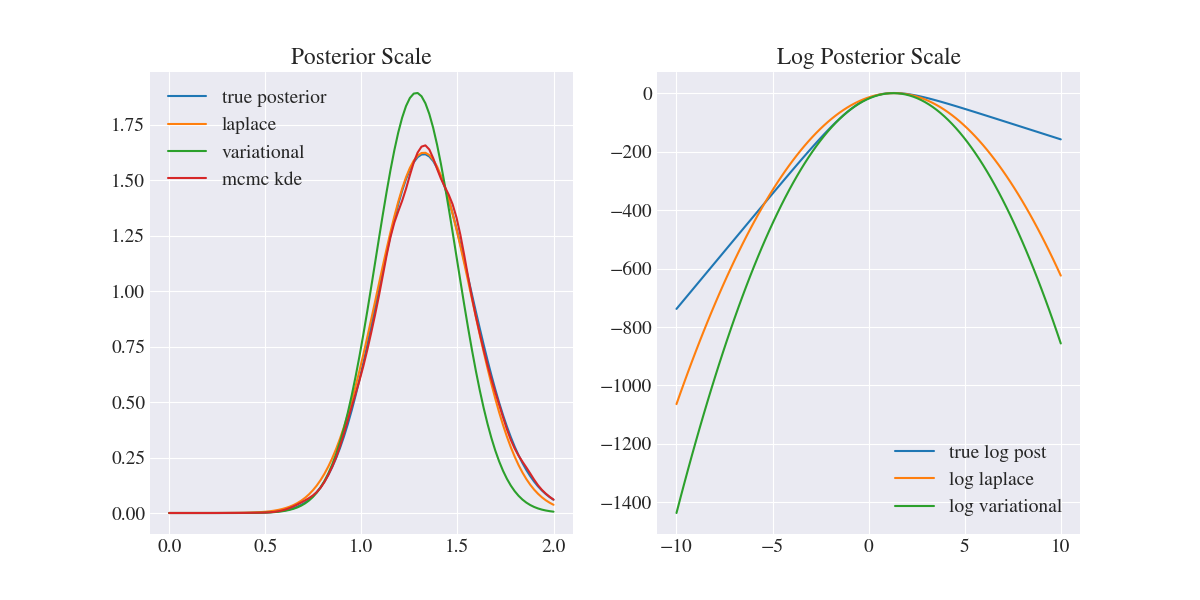 Posterior Scale
true posterior
laplace
variational
mcmc kde
1.75
1.50
1.25
1.00
0.75
0.50
0.25
0.00
0.0 0.5 1.0 1.5 2.0
Log Posterior Scale
0
−200
−400
−600
−800
−1000
−1200
−1400
true log post
log laplace
log variational
−10 −5 0 5 10